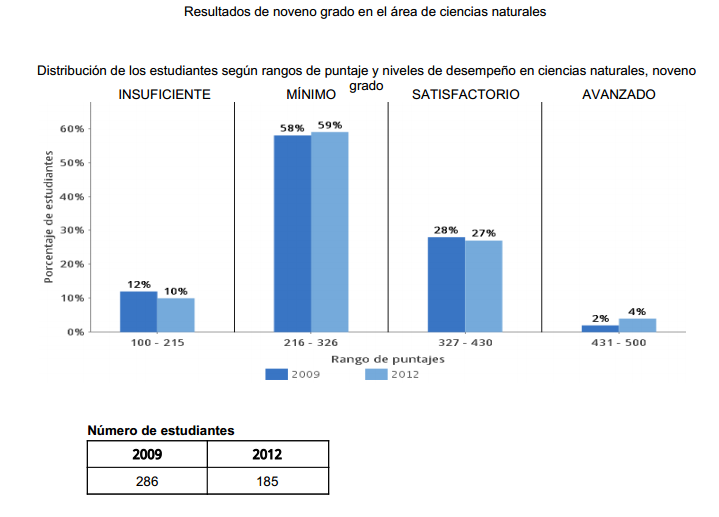 Resultados de noveno grado en el área de ciencias naturales
Distribución de los estudiantes según rangos de puntaje y niveles de desempeño en ciencias naturales, noveno
grado
INSUFICIENTE MÍNIMO SATISFACTORIO AVANZADO
Porcentaje de estudiantes
60%
50%
40%
30%
20%
10%
0%
12% 10% 58% 59% 28% 27% 2% 4%
100 - 215 216 - 326 327 - 430 431 - 500
Rango de puntajes
2009 2012
Número de estudiantes
2009 2012
286 185